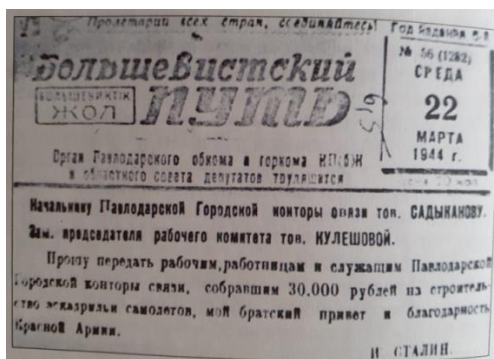 Пролетарии всех стран, соединяйтесь!
Год издания
№ 56 (1282)
Большевистский
СРЕДА
ПУТЬ
БОЛЬШЕВИКТІК
ЖОЛ
22
МАРТА
1944 г.
Орган Павлодарского обкома и горкома КП(б)К
и областного совета депутатов трудящихся
Начальнику Павлодарской Городской конторы связи тов. САДЫКАНОВУ.
Зам. председателя рабочего комитета тов. КУЛЕШОВОЙ.
Прошу передать рабочим, работницам и служащим Павлодарской
Городской конторы связи, собравшим 30.000 рублей на строитель-
ство эскадрильи самолетов, мой братский привет и благодарность
Красной Армии.
И. СТАЛИН.